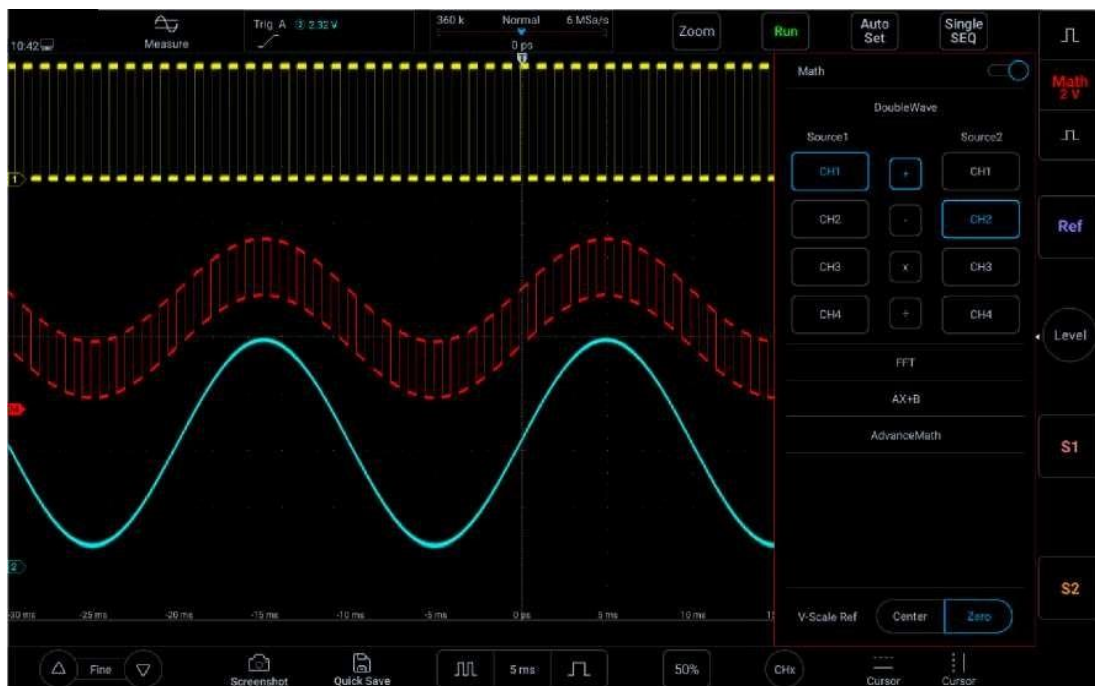 10:42
Measure
Trig A ② 2.32 V
360 k Normal 6 MSa/s
0 ps
T
Zoom
Run
Auto
Set
Single
SEQ
Math
DoubleWave
Source1 Source2
CH1 + CH1
CH2 - CH2
CH3 x CH3
CH4 ÷ CH4
FFT
AX+B
AdvanceMath
V-Scale Ref Center Zero
Math
2 V
Ref
Level
S1
S2
1
M
2
-30 ms -25 ms -20 ms -15 ms -10 ms -5 ms 0 ps 5 ms 10 ms
Fine
Screenshot
Quick Save
5 ms
50%
CHx
Cursor
Cursor